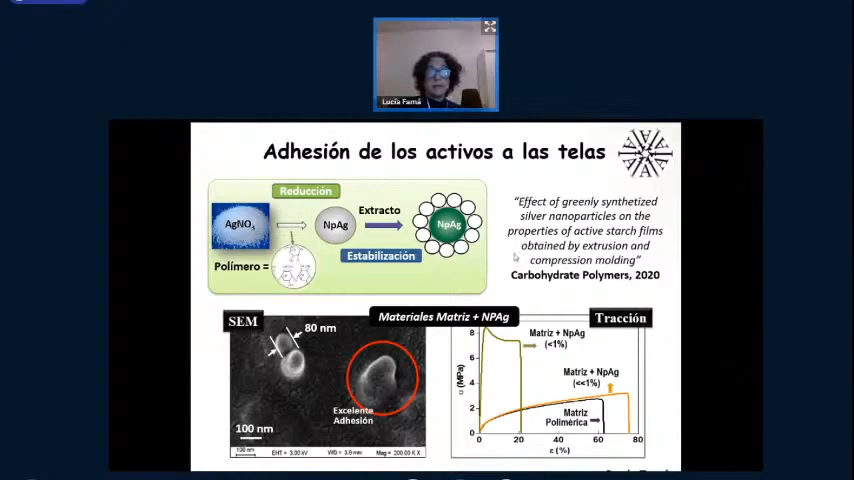 Lucía Famá
Adhesión de los activos a las telas
Reducción
AgNO3
NpAg
Extracto
NpAg
Estabilización
Polímero =
"Effect of greenly synthetized
silver nanoparticles on the
properties of active starch films
obtained by extrusion and
compression molding"
Carbohydrate Polymers, 2020
Materiales Matriz + NPAg
SEM
80 nm
Excelente
Adhesión
100 nm
100 nm EHT = 3.00 kV WD = 3.9 mm Mag = 200.00 K X
Tracción
Matriz + NpAg
(<1%)
Matriz + NpAg
(<<1%)
Matriz
Polimérica
σ (MPa)
8
6
4
2
0
0 20 40 60 80
ε (%)